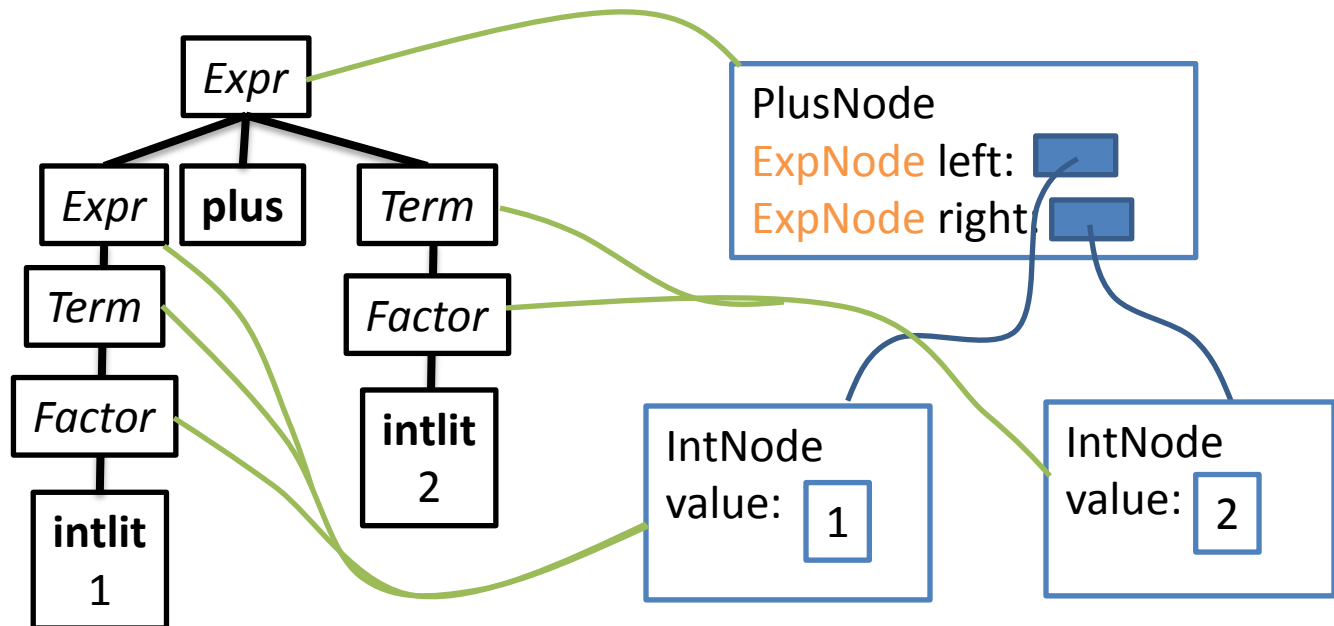 Expr
Expr
plus
Term
Term
Factor
Factor
intlit
2
intlit
1
PlusNode
ExpNode left:
ExpNode right:
IntNode
value: 1
IntNode
value: 2